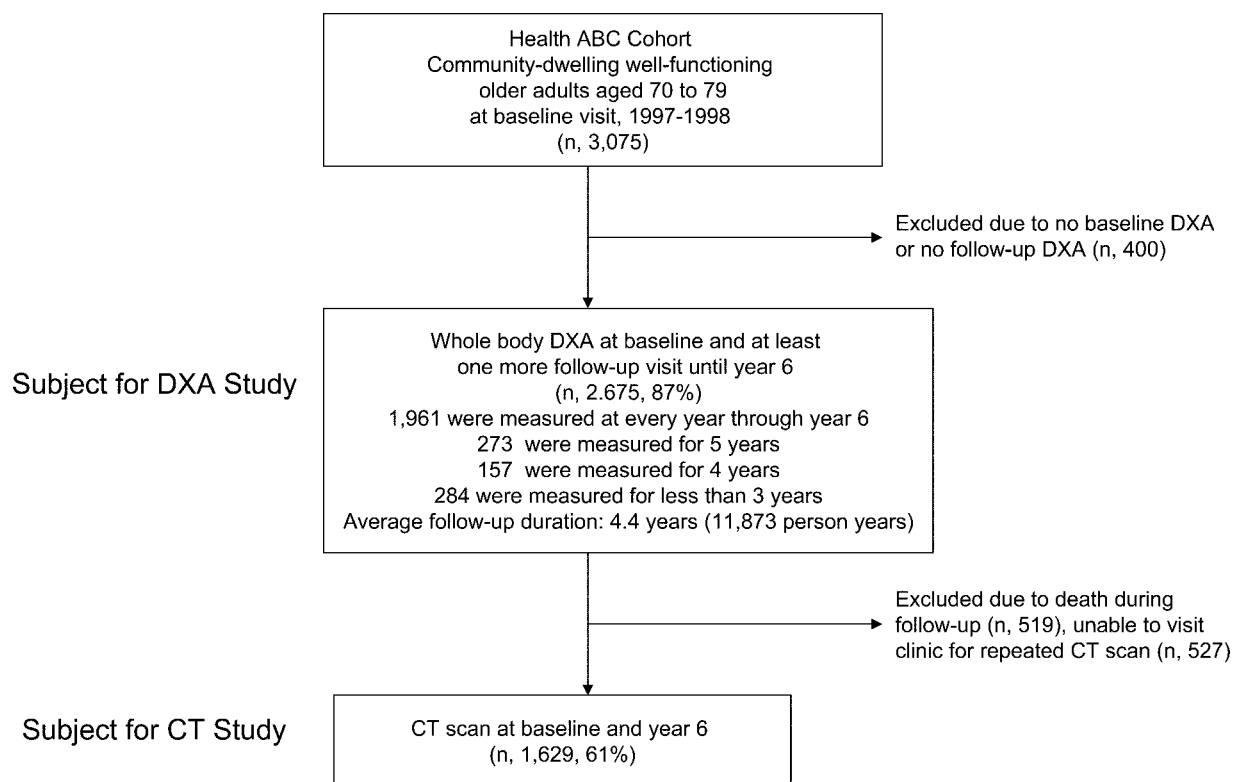 Health ABC Cohort
Community-dwelling well-functioning
older adults aged 70 to 79
at baseline visit, 1997-1998
(n, 3,075)
Excluded due to no baseline DXA
or no follow-up DXA (n, 400)
Subject for DXA Study
Whole body DXA at baseline and at least
one more follow-up visit until year 6
(n, 2.675, 87%)
1,961 were measured at every year through year 6
273 were measured for 5 years
157 were measured for 4 years
284 were measured for less than 3 years
Average follow-up duration: 4.4 years (11,873 person years)
Excluded due to death during
follow-up (n, 519), unable to visit
clinic for repeated CT scan (n, 527)
Subject for CT Study
CT scan at baseline and year 6
(n, 1,629, 61%)